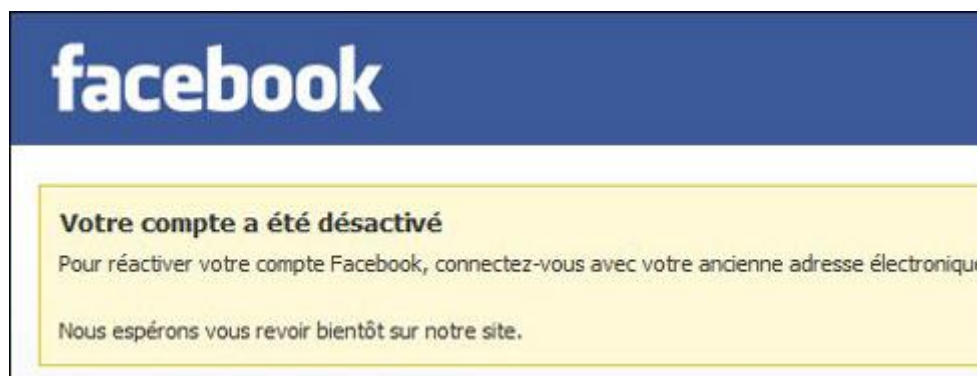 facebook
Votre compte a été désactivé
Pour réactiver votre compte Facebook, connectez-vous avec votre ancienne adresse électronique
Nous espérons vous revoir bientôt sur notre site.